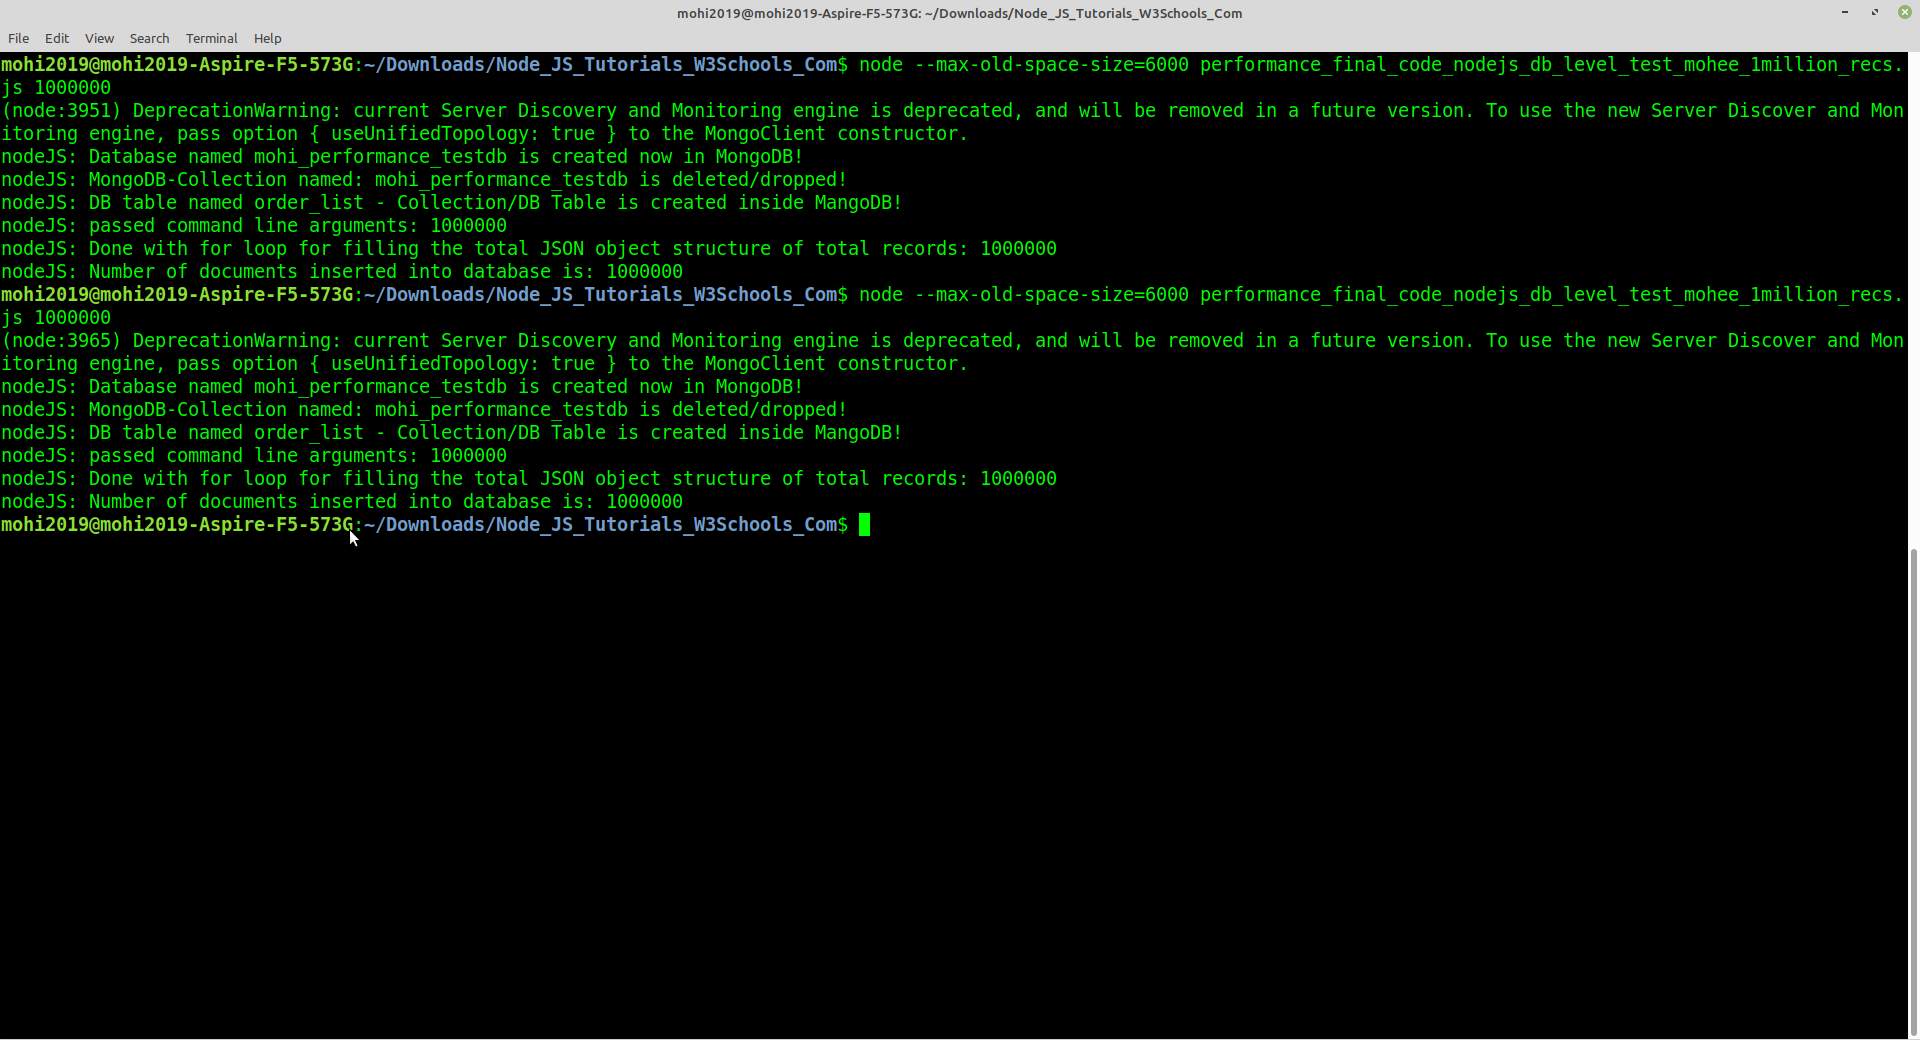 mohi2019@mohi2019-Aspire-F5-573G: ~/Downloads/Node_JS_Tutorials_W3Schools_Com
File Edit View Search Terminal Help
mohi2019@mohi2019-Aspire-F5-573G:~/Downloads/Node_JS_Tutorials_W3Schools_Com$ node --max-old-space-size=6000 performance_final_code_nodejs_db_level_test_mohee_1million_recs.
js 1000000
(node:3951) DeprecationWarning: current Server Discovery and Monitoring engine is deprecated, and will be removed in a future version. To use the new Server Discover and Mon
itoring engine, pass option { useUnifiedTopology: true } to the MongoClient constructor.
nodeJS: Database named mohi_performance_testdb is created now in MongoDB!
nodeJS: MongoDB-Collection named: mohi_performance_testdb is deleted/dropped!
nodeJS: DB table named order_list - Collection/DB Table is created inside MangoDB!
nodeJS: passed command line arguments: 1000000
nodeJS: Done with for loop for filling the total JSON object structure of total records: 1000000
nodeJS: Number of documents inserted into database is: 1000000
mohi2019@mohi2019-Aspire-F5-573G:~/Downloads/Node_JS_Tutorials_W3Schools_Com$ node --max-old-space-size=6000 performance_final_code_nodejs_db_level_test_mohee_1million_recs.
js 1000000
(node:3965) DeprecationWarning: current Server Discovery and Monitoring engine is deprecated, and will be removed in a future version. To use the new Server Discover and Mon
itoring engine, pass option { useUnifiedTopology: true } to the MongoClient constructor.
nodeJS: Database named mohi_performance_testdb is created now in MongoDB!
nodeJS: MongoDB-Collection named: mohi_performance_testdb is deleted/dropped!
nodeJS: DB table named order_list - Collection/DB Table is created inside MangoDB!
nodeJS: passed command line arguments: 1000000
nodeJS: Done with for loop for filling the total JSON object structure of total records: 1000000
nodeJS: Number of documents inserted into database is: 1000000
mohi2019@mohi2019-Aspire-F5-573G:~/Downloads/Node_JS_Tutorials_W3Schools_Com$